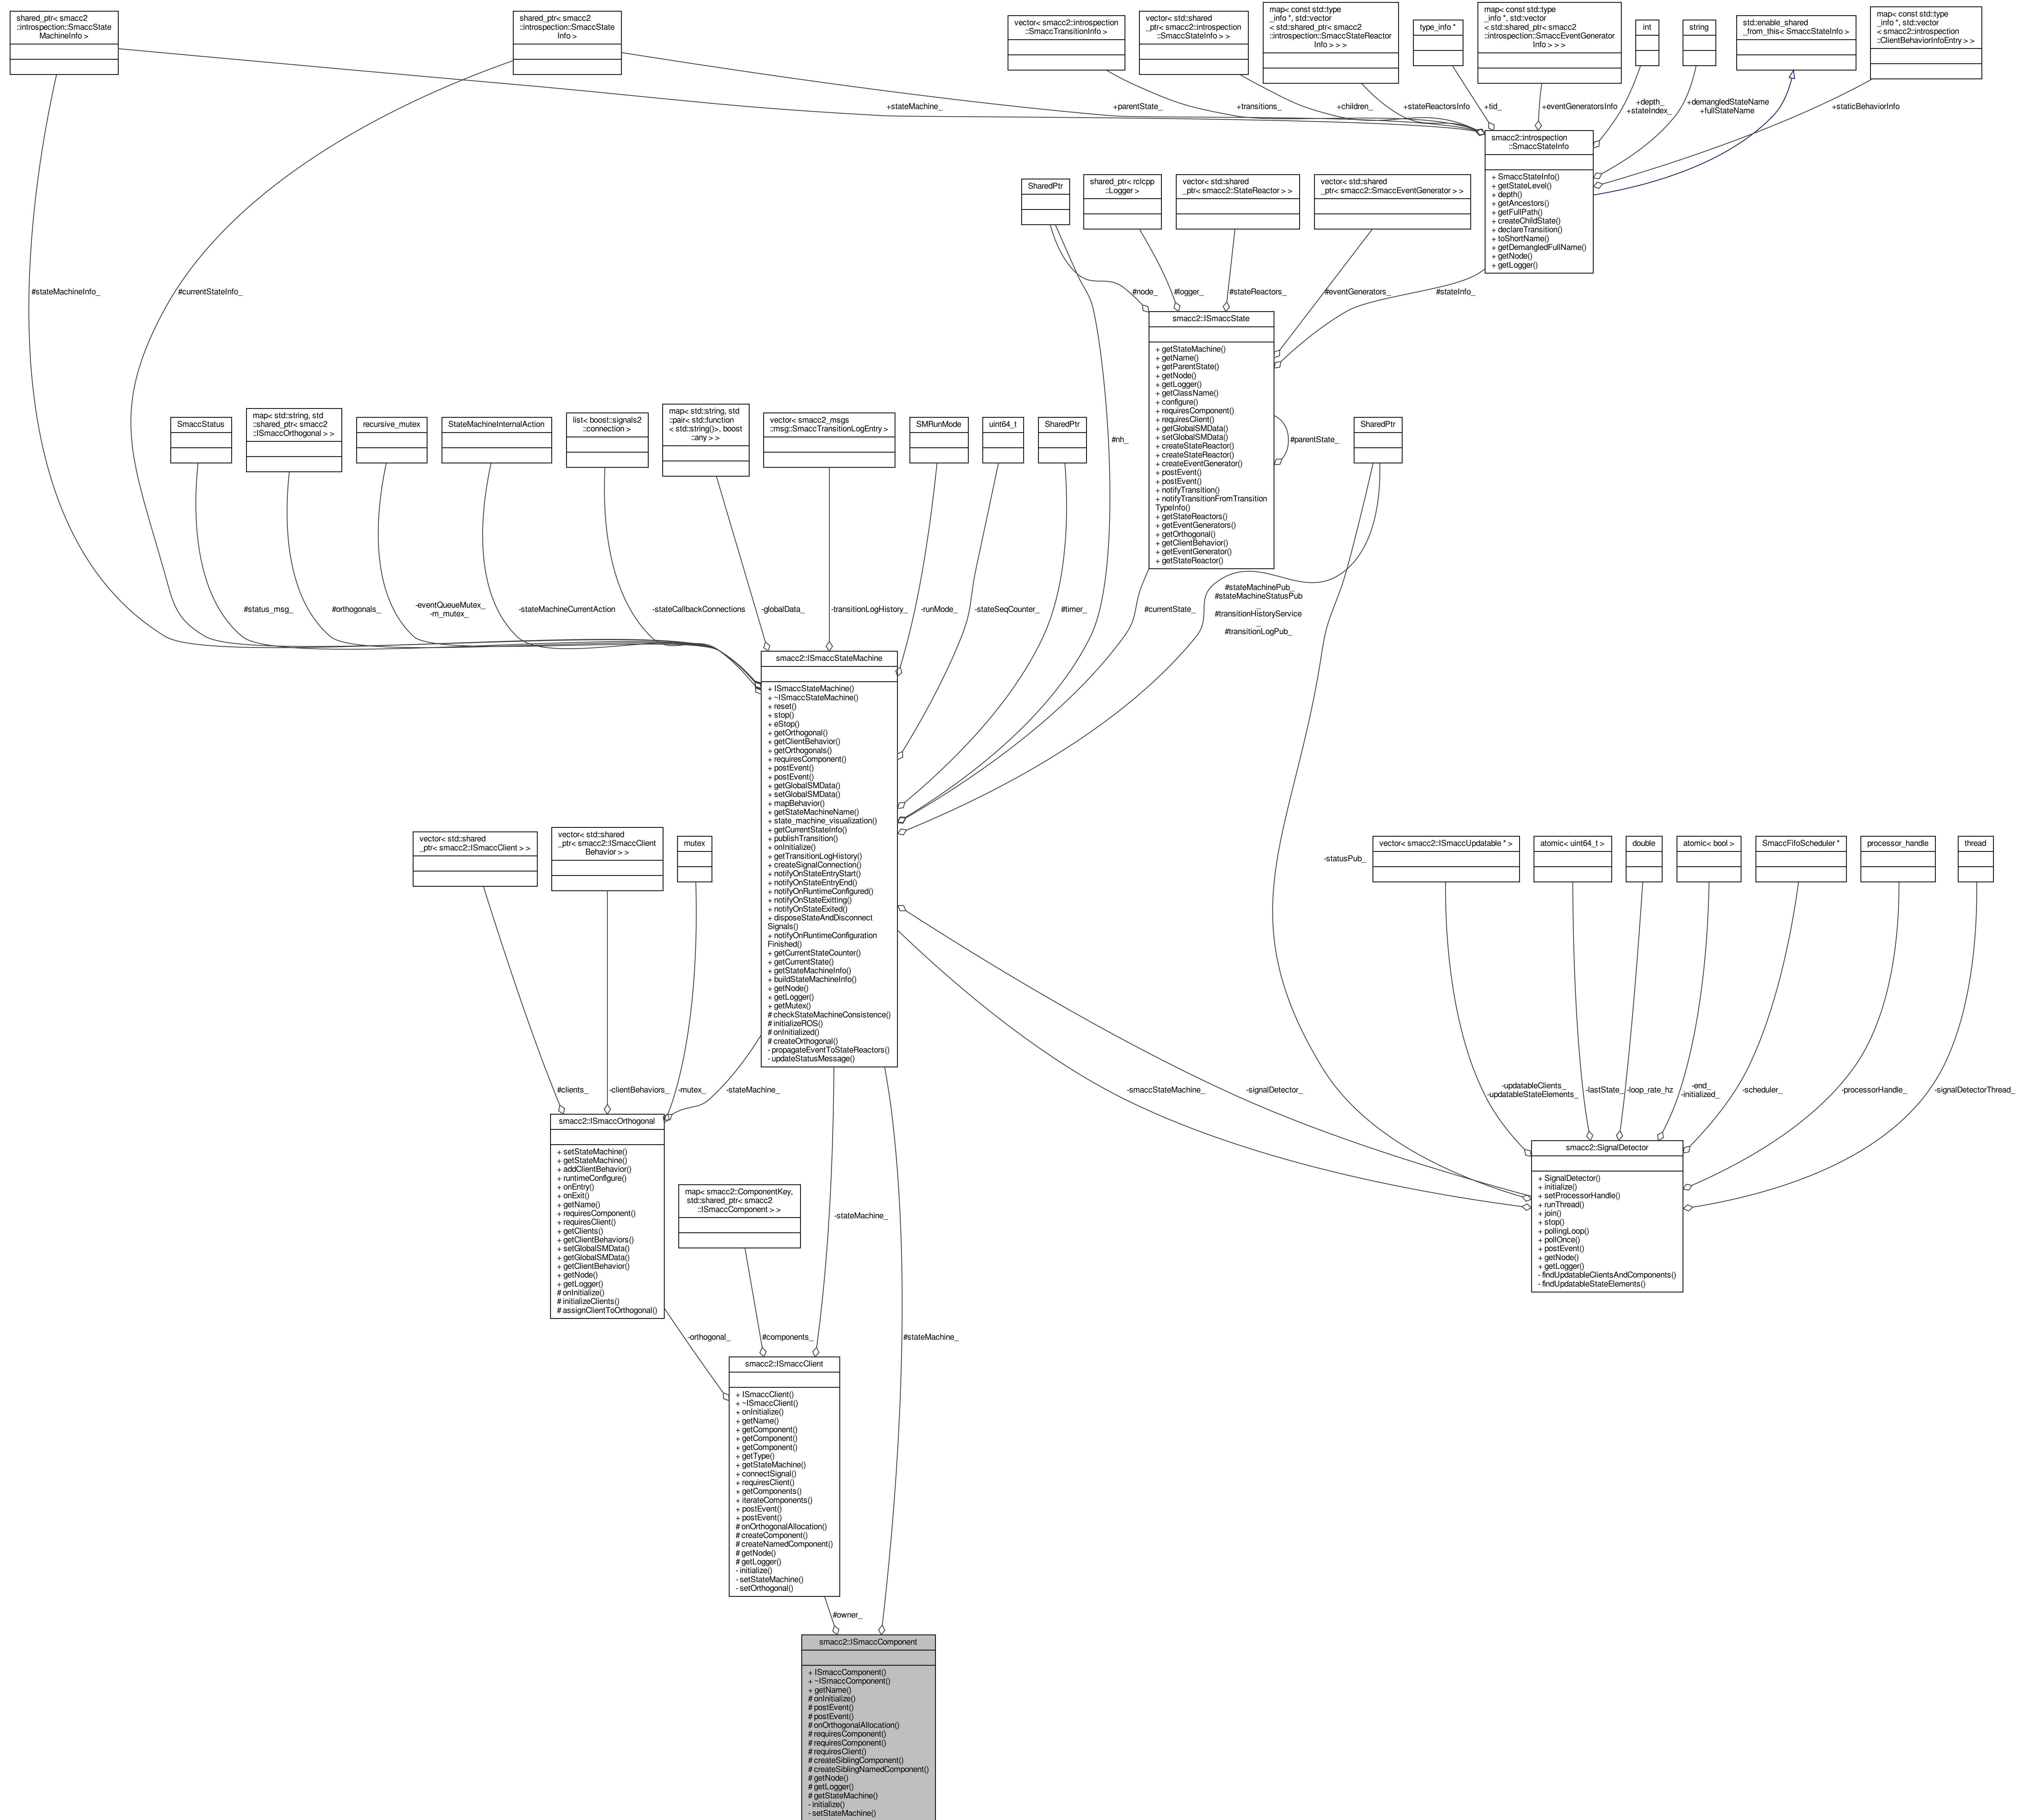 shared_ptr< smacc2
::introspection::SmaccState
MachineInfo >
shared_ptr< smacc2
::introspection::SmaccState
Info >
vector< smacc2::introspection
::SmaccTransitionInfo >
vector< std::shared
_ptr< smacc2::introspection
::SmaccStateInfo > >
map< const std::type
_info *, std::vector
< std::shared_ptr< smacc2
::introspection::SmaccStateReactor
Info > > >
type_info *
map< const std::type
_info *, std::vector
< std::shared_ptr< smacc2
::introspection::SmaccEventGenerator
Info > > >
int
string
std::enable_shared
_from_this< SmaccStateInfo >
map< const std::type
_info *, std::vector
< smacc2::introspection
::ClientBehaviorInfoEntry > >
+stateMachine_
+parentState_
+transitions_
+children_
+stateReactorsInfo
+tid_
+eventGeneratorsInfo
+depth_
+stateIndex_
+demangledStateName
+fullStateName
+staticBehaviorInfo
smacc2::introspection
::SmaccStateInfo
+ SmaccStateInfo()
+ getStateLevel()
+ depth()
+ getAncestors()
+ getFullPath()
+ createChildState()
+ declareTransition()
+ toShortName()
+ getDemangledFullName()
+ getNode()
+ getLogger()
SharedPtr
shared_ptr< rclcpp
::Logger >
vector< std::shared
_ptr< smacc2::StateReactor > >
vector< std::shared
_ptr< smacc2::SmaccEventGenerator > >
#stateMachineInfo_
#currentStateInfo_
#node_
#logger_
#stateReactors_
#eventGenerators_
#stateInfo_
smacc2::ISmaccState
+ getStateMachine()
+ getName()
+ getParentState()
+ getNode()
+ getLogger()
+ getClassName()
+ configure()
+ requiresComponent()
+ requiresClient()
+ getGlobalSMData()
+ setGlobalSMData()
+ createStateReactor()
+ createStateReactor()
+ createEventGenerator()
+ postEvent()
+ postEvent()
+ notifyTransition()
+ notifyTransitionFromTransition
TypeInfo()
+ getStateReactors()
+ getEventGenerators()
+ getOrthogonal()
+ getClientBehavior()
+ getEventGenerator()
+ getStateReactor()
#parentState_
#nh_
SmaccStatus
map< std::string, std
::shared_ptr< smacc2
::ISmaccOrthogonal > >
recursive_mutex
StateMachineInternalAction
list< boost::signals2
::connection >
map< std::string, std
::pair< std::function
< std::string()>, boost
::any > >
vector< smacc2_msgs
::msg::SmaccTransitionLogEntry >
SMRunMode
uint64_t
SharedPtr
SharedPtr
#status_msg_
#orthogonals_
-eventQueueMutex_
-m_mutex_
-stateMachineCurrentAction
-stateCallbackConnections
-globalData_
-transitionLogHistory_
-runMode_
-stateSeqCounter_
#timer_
#currentState_
#stateMachinePub_
#stateMachineStatusPub
_
#transitionHistoryService
_
#transitionLogPub_
smacc2::ISmaccStateMachine
+ ISmaccStateMachine()
+ ~ISmaccStateMachine()
+ reset()
+ stop()
+ eStop()
+ getOrthogonal()
+ getClientBehavior()
+ getOrthogonals()
+ requiresComponent()
+ postEvent()
+ postEvent()
+ getGlobalSMData()
+ setGlobalSMData()
+ mapBehavior()
+ getStateMachineName()
+ state_machine_visualization()
+ getCurrentStateInfo()
+ publishTransition()
+ onInitialize()
+ getTransitionLogHistory()
+ createSignalConnection()
+ notifyOnStateEntryStart()
+ notifyOnStateEntryEnd()
+ notifyOnRuntimeConfigured()
+ notifyOnStateExitting()
+ notifyOnStateExited()
+ disposeStateAndDisconnect
Signals()
+ notifyOnRuntimeConfiguration
Finished()
+ getCurrentStateCounter()
+ getCurrentState()
+ getStateMachineInfo()
+ buildStateMachineInfo()
+ getNode()
+ getLogger()
+ getMutex()
# checkStateMachineConsistence()
# initializeROS()
# onInitialized()
# createOrthogonal()
- propagateEventToStateReactors()
- updateStatusMessage()
vector< std::shared
_ptr< smacc2::ISmaccClient > >
vector< std::shared
_ptr< smacc2::ISmaccClient
Behavior > >
mutex
-statusPub_
vector< smacc2::ISmaccUpdatable * >
atomic< uint64_t >
double
atomic< bool >
SmaccFifoScheduler *
processor_handle
thread
#clients_
-clientBehaviors_
-mutex_
-stateMachine_
-smaccStateMachine_
-signalDetector_
-updatableClients_
-updatableStateElements_
-lastState_
-loop_rate_hz
-end_
-initialized_
-scheduler_
-processorHandle_
-signalDetectorThread_
smacc2::ISmaccOrthogonal
+ setStateMachine()
+ getStateMachine()
+ addClientBehavior()
+ runtimeConfigure()
+ onEntry()
+ onExit()
+ getName()
+ requiresComponent()
+ requiresClient()
+ getClients()
+ getClientBehaviors()
+ setGlobalSMData()
+ getGlobalSMData()
+ getClientBehavior()
+ getNode()
+ getLogger()
# onInitialize()
# initializeClients()
# assignClientToOrthogonal()
smacc2::SignalDetector
+ SignalDetector()
+ initialize()
+ setProcessorHandle()
+ runThread()
+ join()
+ stop()
+ pollingLoop()
+ pollOnce()
+ postEvent()
+ getNode()
+ getLogger()
- findUpdatableClientsAndComponents()
- findUpdatableStateElements()
map< smacc2::ComponentKey,
std::shared_ptr< smacc2
::ISmaccComponent > >
-stateMachine_
-orthogonal_
#components_
#stateMachine_
smacc2::ISmaccClient
+ ISmaccClient()
+ ~ISmaccClient()
+ onInitialize()
+ getName()
+ getComponent()
+ getComponent()
+ getComponent()
+ getType()
+ getStateMachine()
+ connectSignal()
+ requiresClient()
+ getComponents()
+ iterateComponents()
+ postEvent()
+ postEvent()
# onOrthogonalAllocation()
# createComponent()
# createNamedComponent()
# getNode()
# getLogger()
- initialize()
- setStateMachine()
- setOrthogonal()
#owner_
smacc2::ISmaccComponent
+ ISmaccComponent()
+ ~ISmaccComponent()
+ getName()
# onInitialize()
# postEvent()
# postEvent()
# onOrthogonalAllocation()
# requiresComponent()
# requiresComponent()
# requiresClient()
# createSiblingComponent()
# createSiblingNamedComponent()
# getNode()
# getLogger()
# getStateMachine()
- initialize()
- setStateMachine()